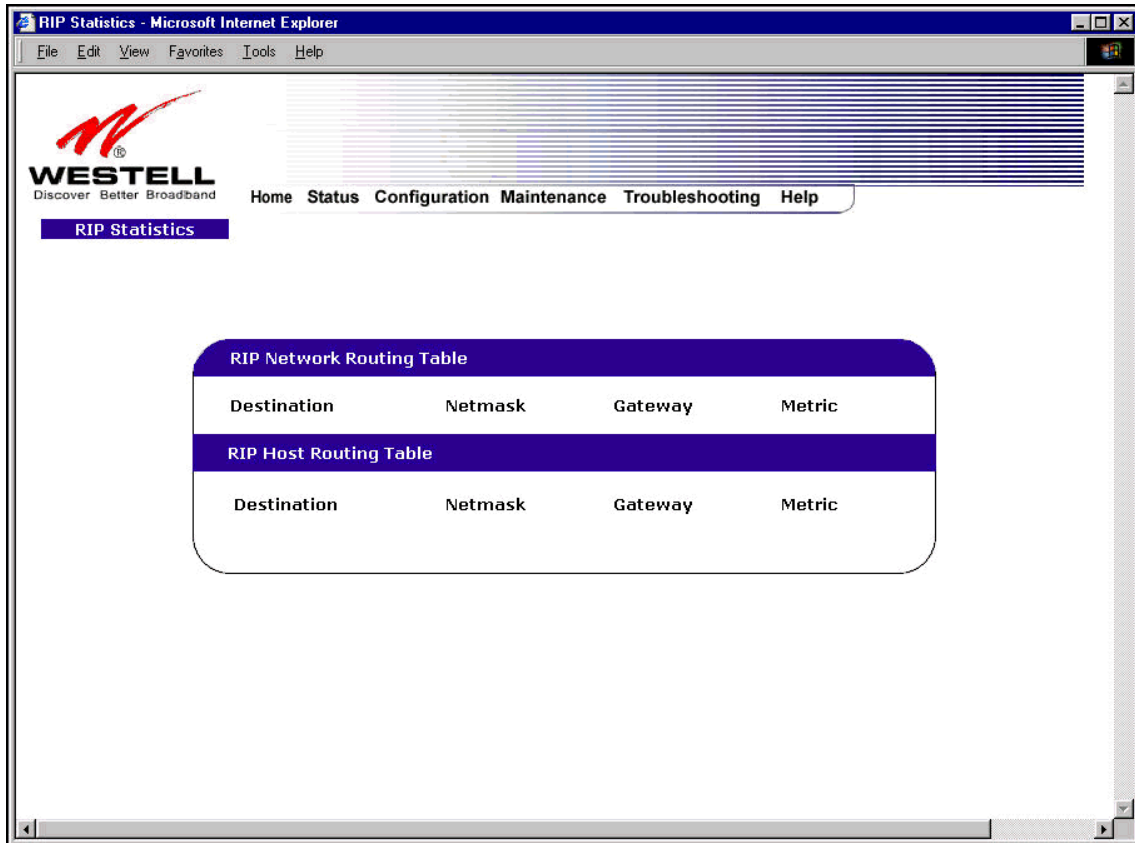 RIP Statistics - Microsoft Internet Explorer
File Edit View Favorites Tools Help
®
WESTELL
Discover Better Broadband
Home Status Configuration Maintenance Troubleshooting Help
RIP Statistics
RIP Network Routing Table
Destination Netmask Gateway Metric
RIP Host Routing Table
Destination Netmask Gateway Metric